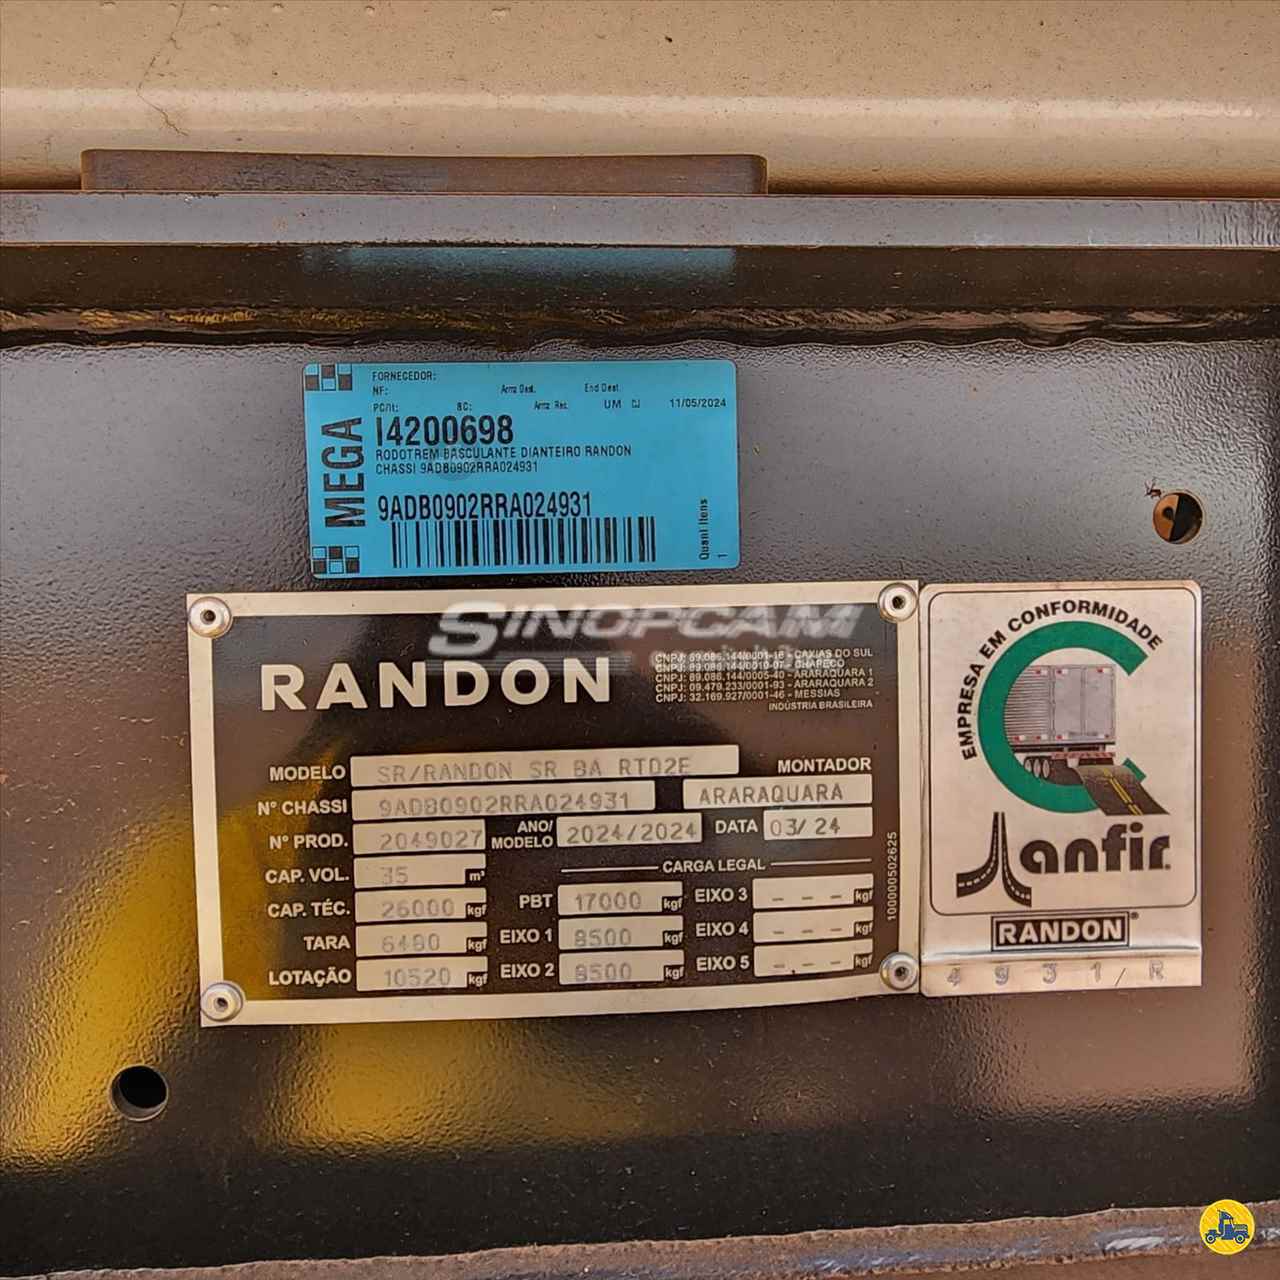 FORNECEDOR:
NF: Armz Dest. End Dest.
PC/It: BC: Armz Rec. UM CJ 11/05/2024
MEGA
I4200698
RODOTREM BASCULANTE DIANTEIRO RANDON
CHASSI 9ADB0902RRA024931
9ADB0902RRA024931
Quant Itens
1
SINOPCAM
RANDON
CNPJ: 89.086.144/0001-16 - CAXIAS DO SUL
CNPJ: 89.086.144/0010-07 - CHAPECÓ
CNPJ: 89.086.144/0005-40 - ARARAQUARA 1
CNPJ: 09.479.233/0001-93 - ARARAQUARA 2
CNPJ: 32.169.927/0001-46 - MESSIAS
INDÚSTRIA BRASILEIRA
MODELO SR/RANDON SR BA RTD2E MONTADOR
Nº CHASSI 9ADB0902RRA024931 ARARAQUARA
Nº PROD. 2049027 ANO/MODELO 2024/2024 DATA 03/24
CAP. VOL. 35 m³ CARGA LEGAL
CAP. TÉC. 26000 kgf PBT 17000 kgf EIXO 3 - - - kgf
TARA 6480 kgf EIXO 1 8500 kgf EIXO 4 - - - kgf
LOTAÇÃO 10520 kgf EIXO 2 8500 kgf EIXO 5 - - - kgf
100000502625
EMPRESA EM CONFORMIDADE
anfir
RANDON
4931/R